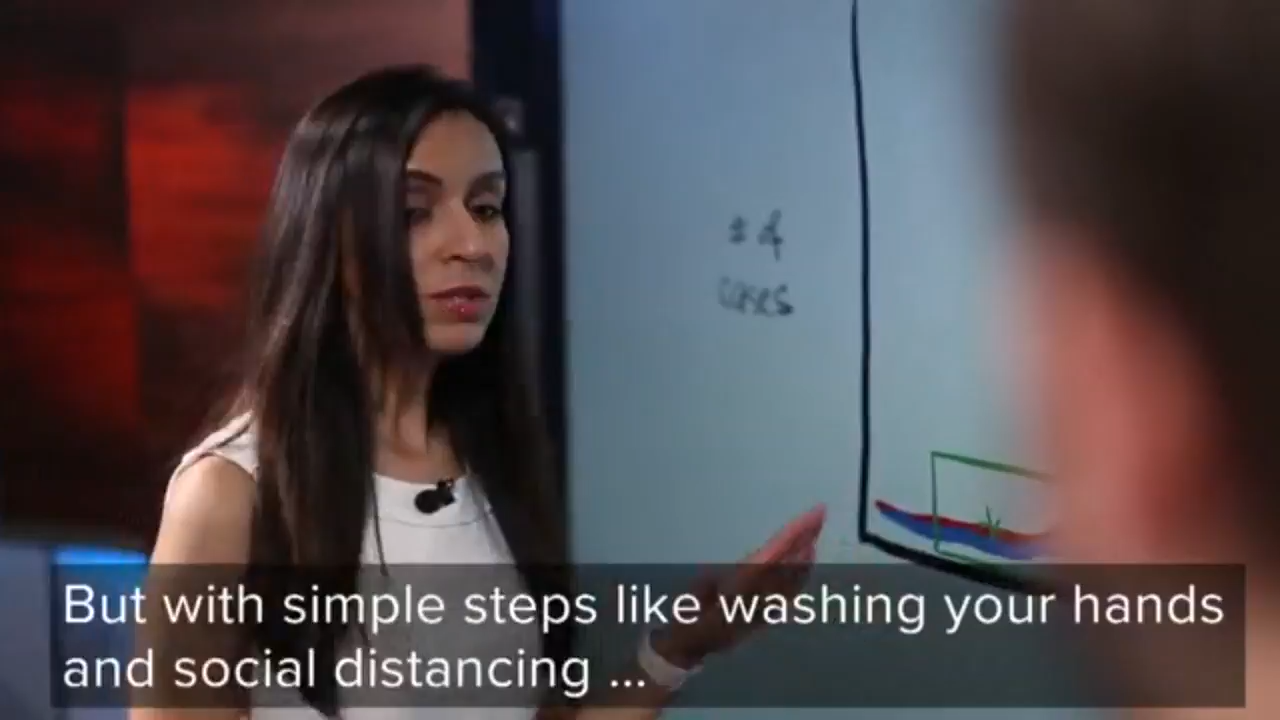 # of
cases
But with simple steps like washing your hands
and social distancing ...